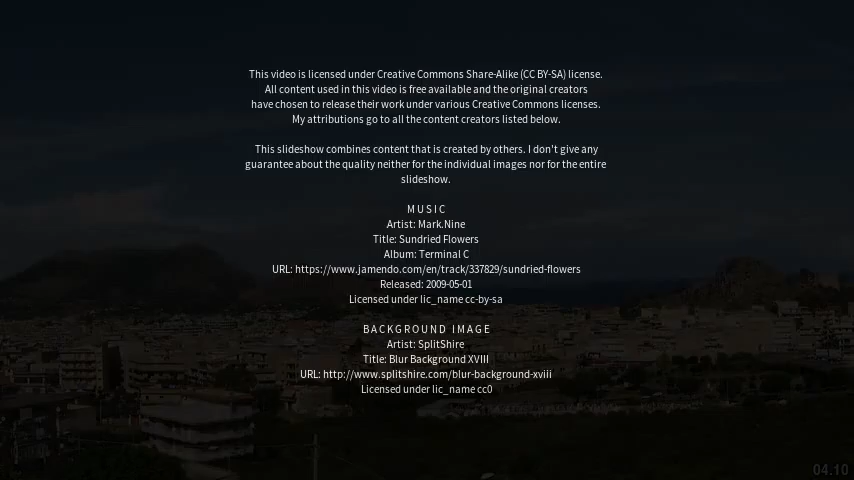 This video is licensed under Creative Commons Share-Alike (CC BY-SA) license.
All content used in this video is free available and the original creators
have chosen to release their work under various Creative Commons licenses.
My attributions go to all the content creators listed below.
This slideshow combines content that is created by others. I don't give any
guarantee about the quality neither for the individual images nor for the entire
slideshow.
MUSIC
Artist: Mark.Nine
Title: Sundried Flowers
Album: Terminal C
URL: https://www.jamendo.com/en/track/337829/sundried-flowers
Released: 2009-05-01
Licensed under lic_name cc-by-sa
BACKGROUND IMAGE
Artist: SplitShire
Title: Blur Background XVIII
URL: http://www.splitshire.com/blur-background-xviii
Licensed under lic_name cc0
04.10